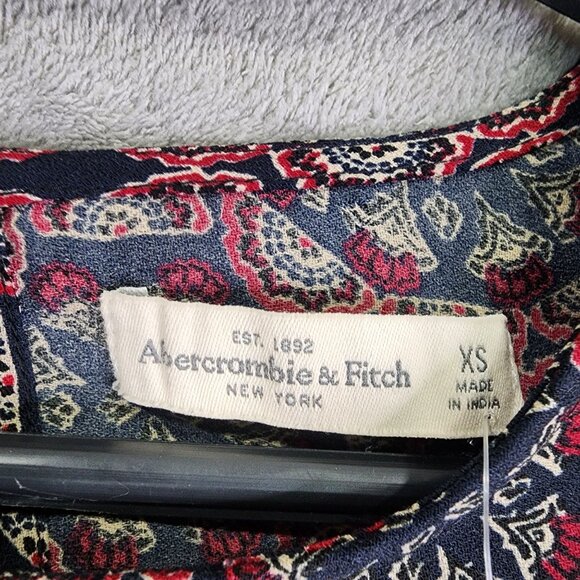 EST. 1892
Abercrombie & Fitch
NEW YORK
XS
MADE
IN INDIA